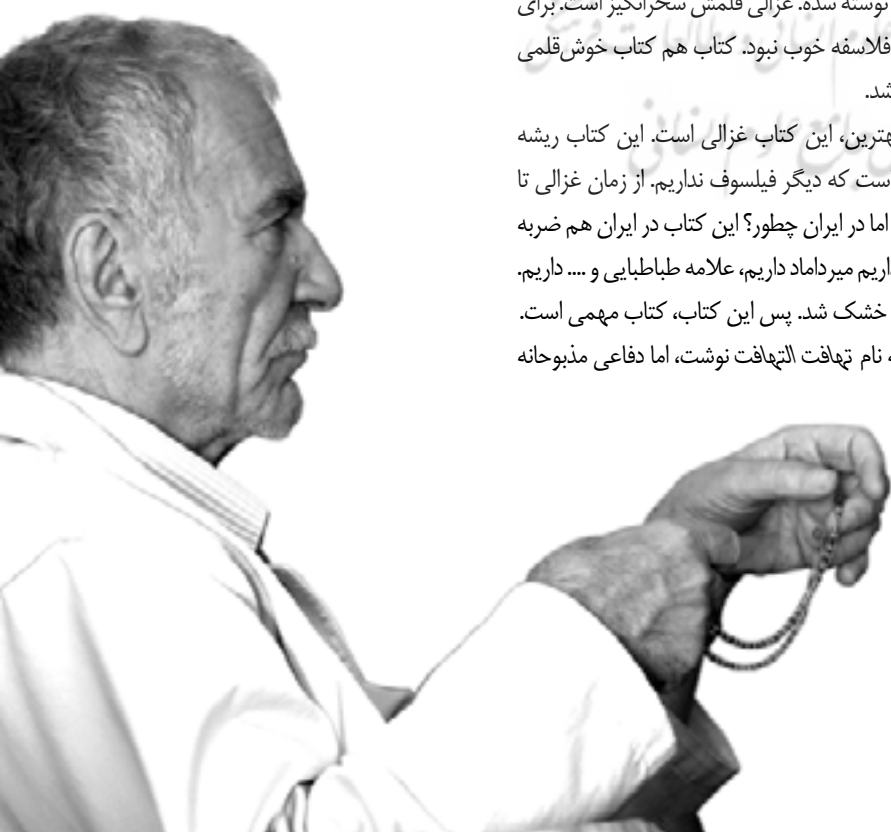 نوشته شده. غزالی قلمش سحرانگیز است. برای
فلاسفه خوب نبود. کتاب هم کتاب خوش‌قلمی
شد.
هترین، این کتاب غزالی است. این کتاب ریشه
ست که دیگر فیلسوف نداریم. از زمان غزالی تا
اما در ایران چطور؟ این کتاب در ایران هم ضربه
اریم میرداماد داریم، علامه طباطبایی و .... داریم.
خشک شد. پس این کتاب، کتاب مهمی است.
ه نام تهافت التهافت نوشت، اما دفاعی مذبوحانه